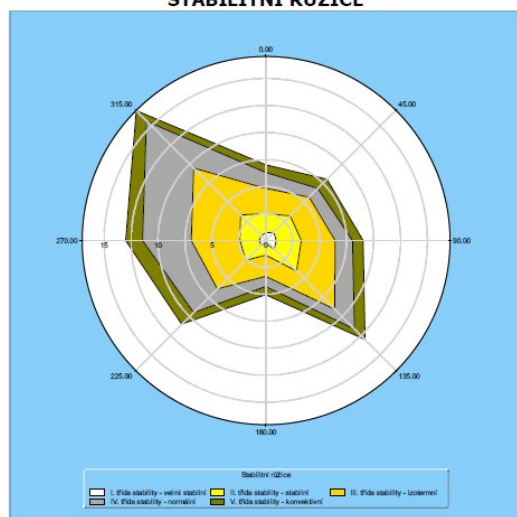 STABILITNÍ RŮŽICE
0.00
315.00
45.00
270.00
15
10
5
0
90.00
225.00
135.00
180.00
Stabilitní růžice
I. třída stability - velmi stabilní
II. třída stability - stabilní
III. třída stability - izotermní
IV. třída stability - normální
V. třída stability - konvektivní